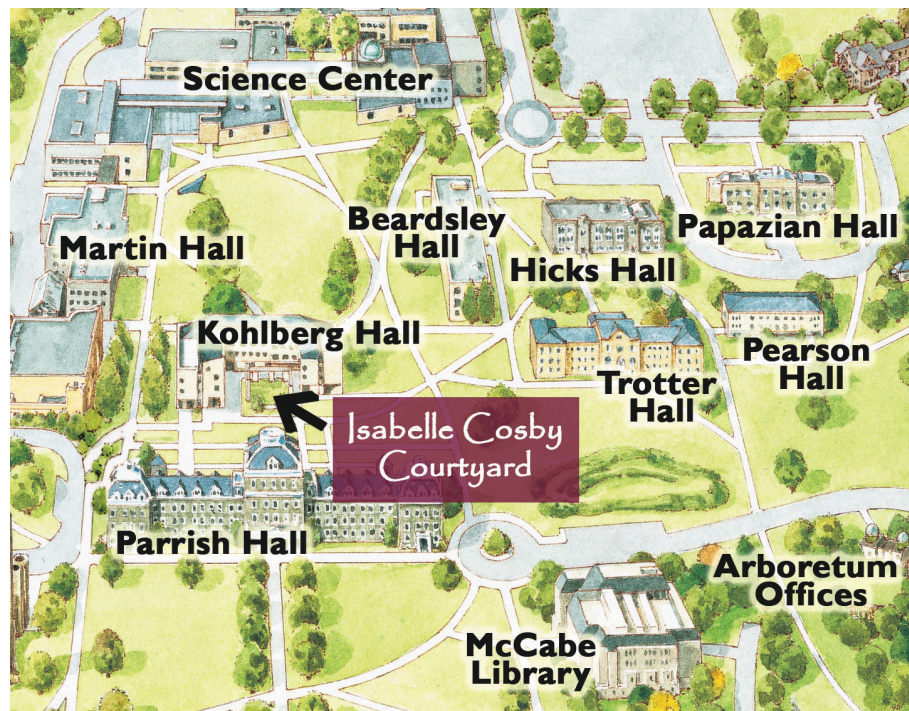 Science Center
Beardsley
Hall
Papazian Hall
Martin Hall
Hicks Hall
Kohlberg Hall
Pearson
Hall
Trotter
Hall
Isabelle Cosby
Courtyard
Parrish Hall
Arboretum
Offices
McCabe
Library